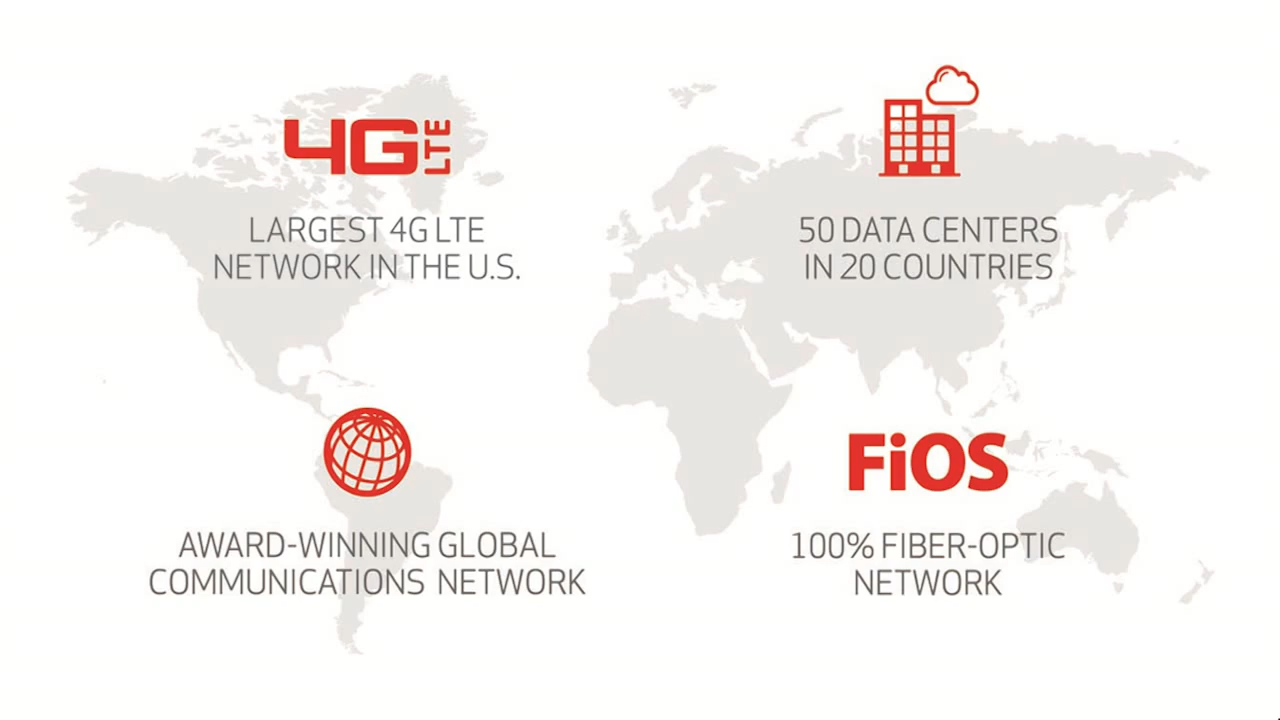 4G LTE
LARGEST 4G LTE
NETWORK IN THE U.S.
50 DATA CENTERS
IN 20 COUNTRIES
AWARD-WINNING GLOBAL
COMMUNICATIONS NETWORK
FiOS
100% FIBER-OPTIC
NETWORK